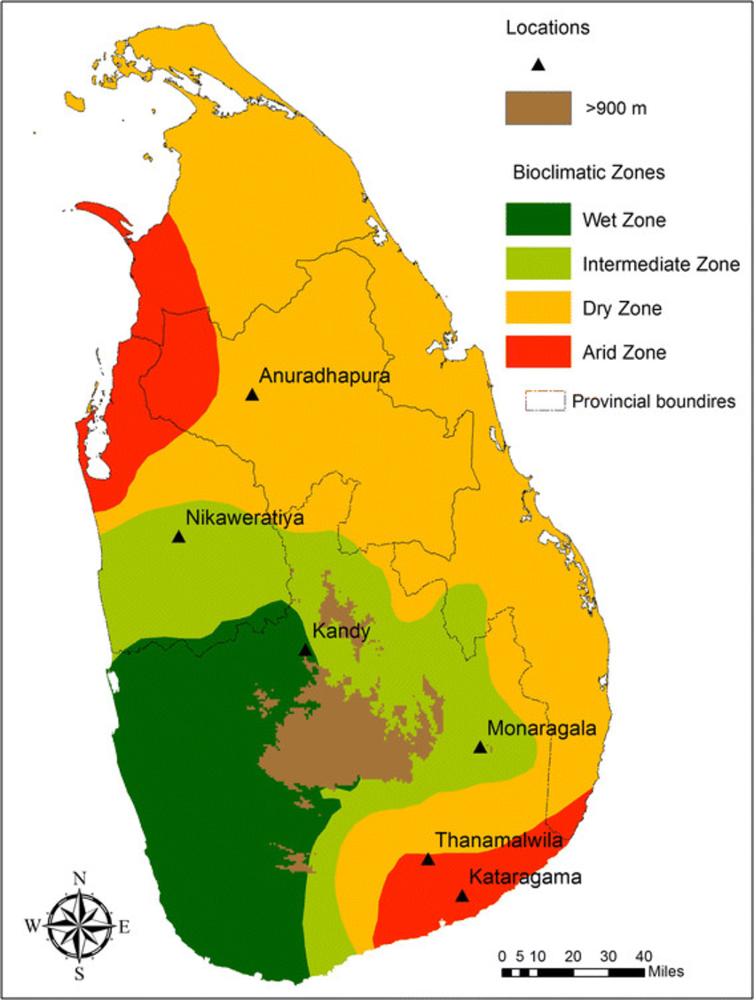 Locations
>900 m
Bioclimatic Zones
Wet Zone
Intermediate Zone
Dry Zone
Arid Zone
Provincial boundires
Anuradhapura
Nikaweratiya
Kandy
Monaragala
Thanamalwila
Kataragama
N
W E
S
0 5 10 20 30 40
Miles